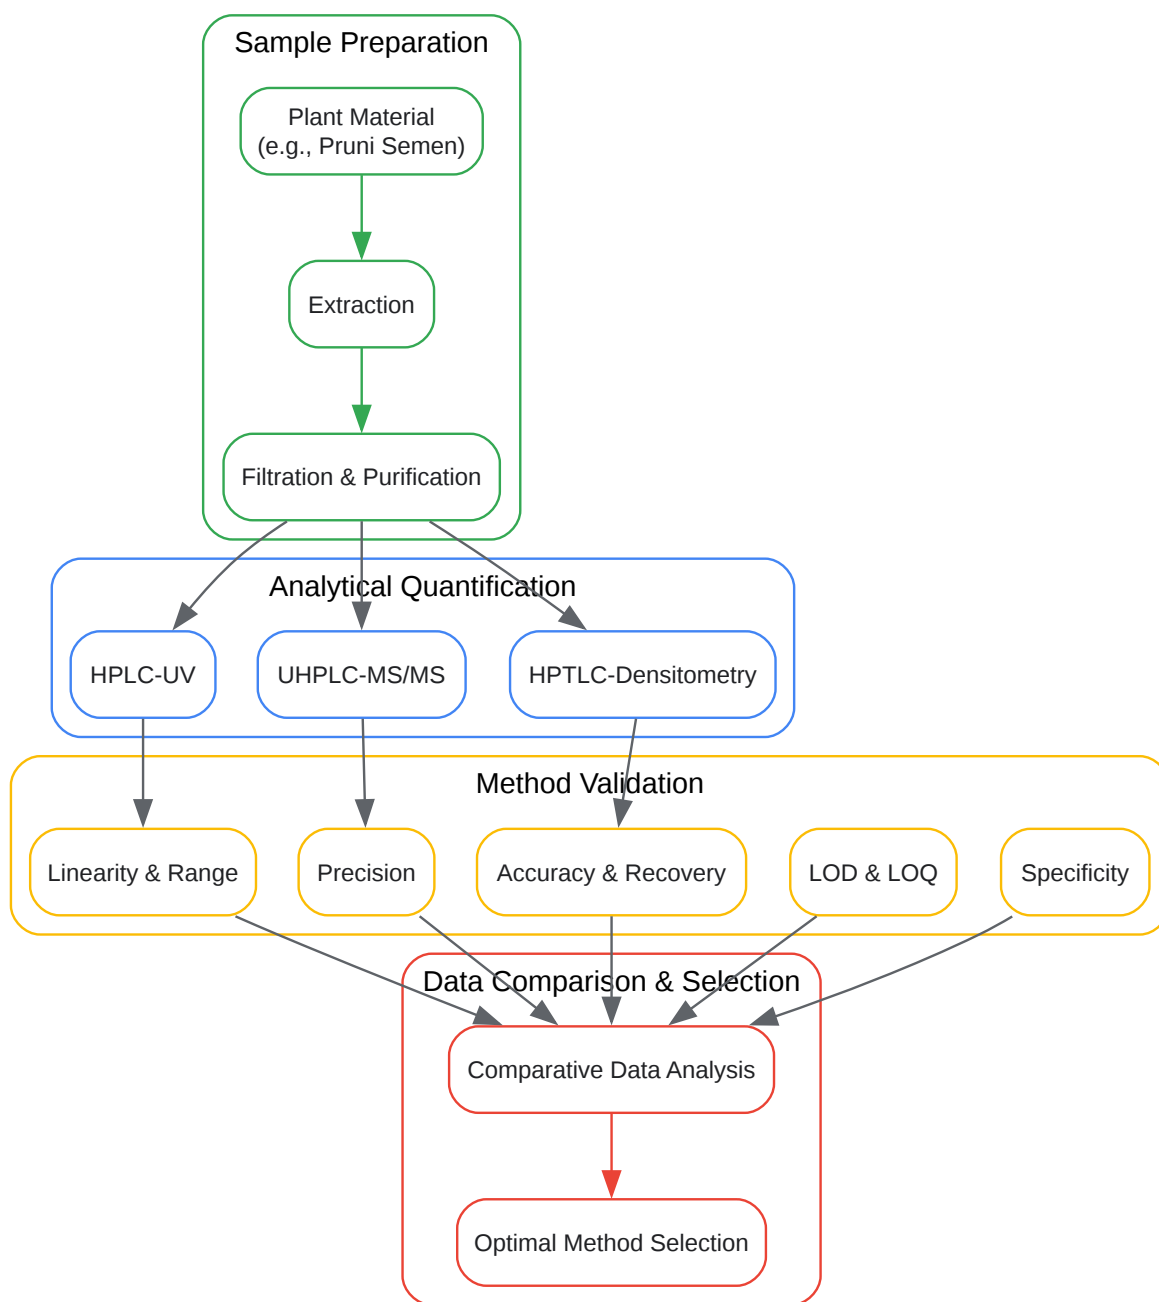 Sample Preparation
Plant Material
(e.g., Pruni Semen)
Extraction
Filtration & Purification
Analytical Quantification
HPLC-UV
UHPLC-MS/MS
HPTLC-Densitometry
Method Validation
Linearity & Range
Precision
Accuracy & Recovery
LOD & LOQ
Specificity
Data Comparison & Selection
Comparative Data Analysis
Optimal Method Selection